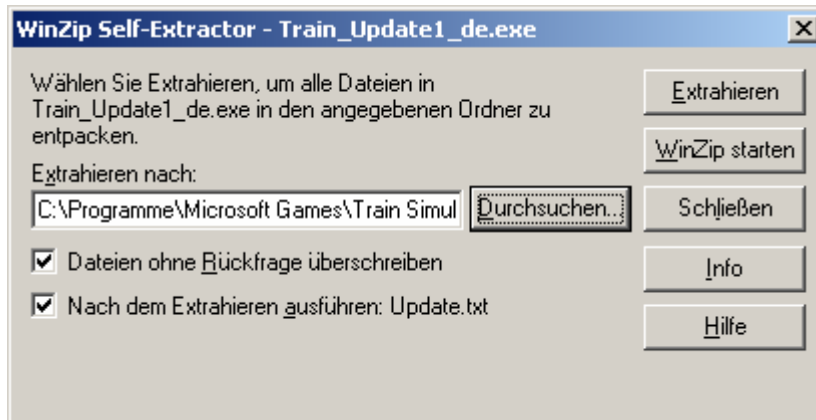 WinZip Self-Extractor - Train_Update1_de.exe
Wählen Sie Extrahieren, um alle Dateien in
Train_Update1_de.exe in den angegebenen Ordner zu
entpacken.
Extrahieren nach:
C:\Programme\Microsoft Games\Train Simul
Durchsuchen...
Dateien ohne Rückfrage überschreiben
Nach dem Extrahieren ausführen: Update.txt
Extrahieren
WinZip starten
Schließen
Info
Hilfe